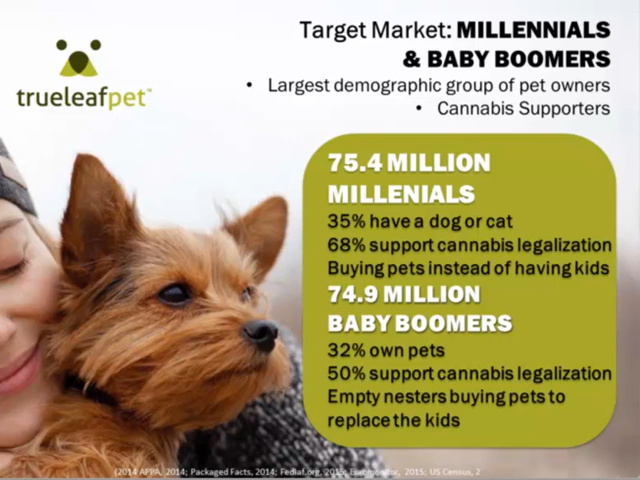 trueleafpet™
Target Market: MILLENNIALS
& BABY BOOMERS
• Largest demographic group of pet owners
• Cannabis Supporters
75.4 MILLION
MILLENIALS
35% have a dog or cat
68% support cannabis legalization
Buying pets instead of having kids
74.9 MILLION
BABY BOOMERS
32% own pets
50% support cannabis legalization
Empty nesters buying pets to
replace the kids
(2014 APPA, 2014; Packaged Facts, 2014; Fediaf.org, 2015; Euromonitor, 2015; US Census, 2